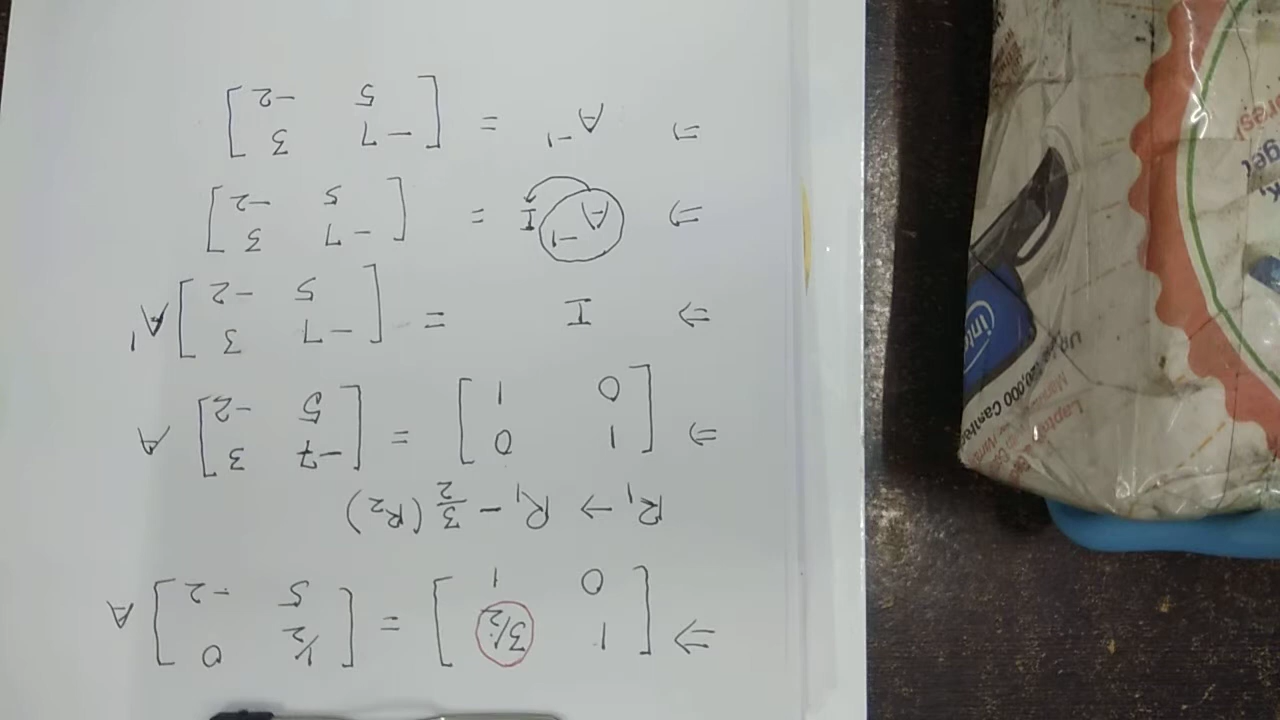 ⇒ [ 1 3/2 ; 0 1 ] = [ 1/2 0 ; 5 -2 ] A
R₁ → R₁ - 3/2 (R₂)
⇒ [ 1 0 ; 0 1 ] = [ -7 3 ; 5 -2 ] A
⇒ I = [ -7 3 ; 5 -2 ] A'
⇒ A⁻¹ I = [ -7 3 ; 5 -2 ]
⇒ A⁻¹ = [ -7 3 ; 5 -2 ]
intel